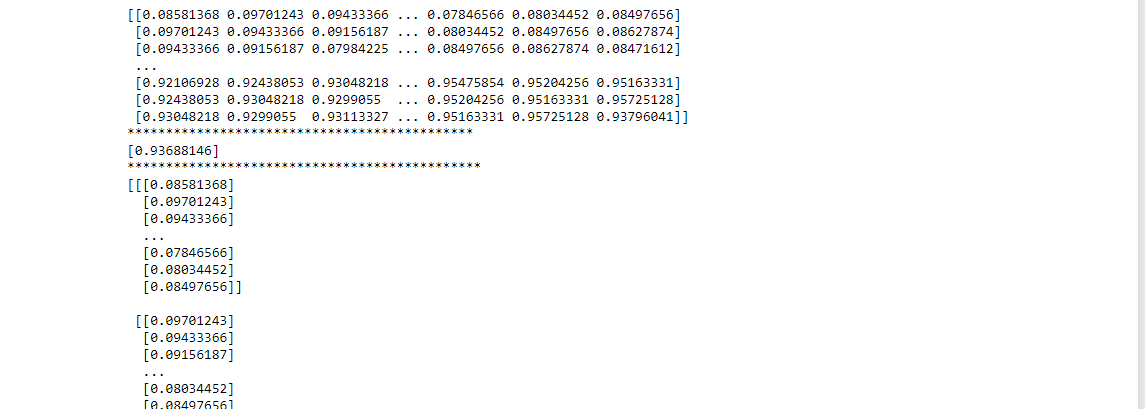 [[0.08581368 0.09701243 0.09433366 ... 0.07846566 0.08034452 0.08497656]
 [0.09701243 0.09433366 0.09156187 ... 0.08034452 0.08497656 0.08627874]
 [0.09433366 0.09156187 0.07984225 ... 0.08497656 0.08627874 0.08471612]
 ...
 [0.92106928 0.92438053 0.93048218 ... 0.95475854 0.95204256 0.95163331]
 [0.92438053 0.93048218 0.9299055  ... 0.95204256 0.95163331 0.95725128]
 [0.93048218 0.9299055  0.93113327 ... 0.95163331 0.95725128 0.93796041]]
*********************************************
[0.93688146]
**********************************************
[[[0.08581368]
  [0.09701243]
  [0.09433366]
  ...
  [0.07846566]
  [0.08034452]
  [0.08497656]]
 [[0.09701243]
  [0.09433366]
  [0.09156187]
  ...
  [0.08034452]
  [0.08497656]